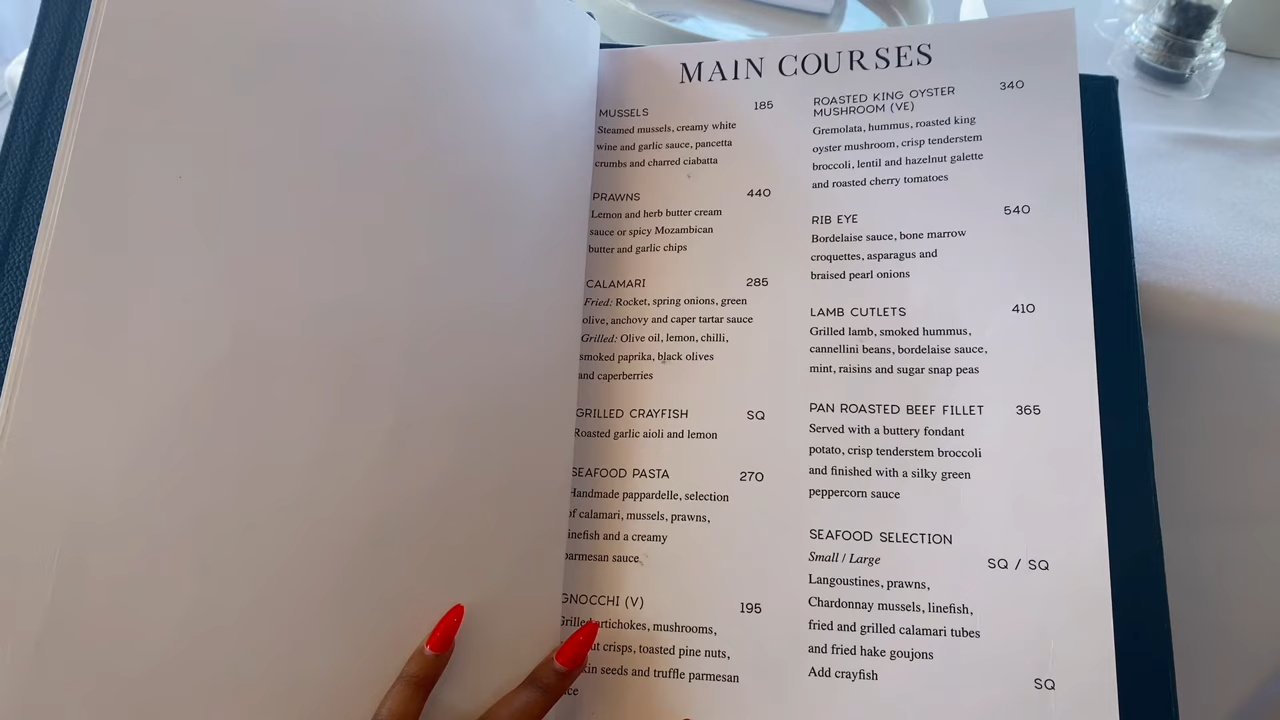 MAIN COURSES
MUSSELS 185
Steamed mussels, creamy white
wine and garlic sauce, pancetta
crumbs and charred ciabatta
PRAWNS 440
Lemon and herb butter cream
sauce or spicy Mozambican
butter and garlic chips
CALAMARI 285
Fried: Rocket, spring onions, green
olive, anchovy and caper tartar sauce
Grilled: Olive oil, lemon, chilli,
smoked paprika, black olives
and caperberries
GRILLED CRAYFISH SQ
Roasted garlic aioli and lemon
SEAFOOD PASTA 270
Handmade pappardelle, selection
of calamari, mussels, prawns,
linefish and a creamy
parmesan sauce
GNOCCHI (V) 195
Grilled artichokes, mushrooms,
crisps, toasted pine nuts,
seeds and truffle parmesan
ROASTED KING OYSTER 340
MUSHROOM (VE)
Gremolata, hummus, roasted king
oyster mushroom, crisp tenderstem
broccoli, lentil and hazelnut galette
and roasted cherry tomatoes
RIB EYE 540
Bordelaise sauce, bone marrow
croquettes, asparagus and
braised pearl onions
LAMB CUTLETS 410
Grilled lamb, smoked hummus,
cannellini beans, bordelaise sauce,
mint, raisins and sugar snap peas
PAN ROASTED BEEF FILLET 365
Served with a buttery fondant
potato, crisp tenderstem broccoli
and finished with a silky green
peppercorn sauce
SEAFOOD SELECTION
Small / Large SQ / SQ
Langoustines, prawns,
Chardonnay mussels, linefish,
fried and grilled calamari tubes
and fried hake goujons
Add crayfish SQ